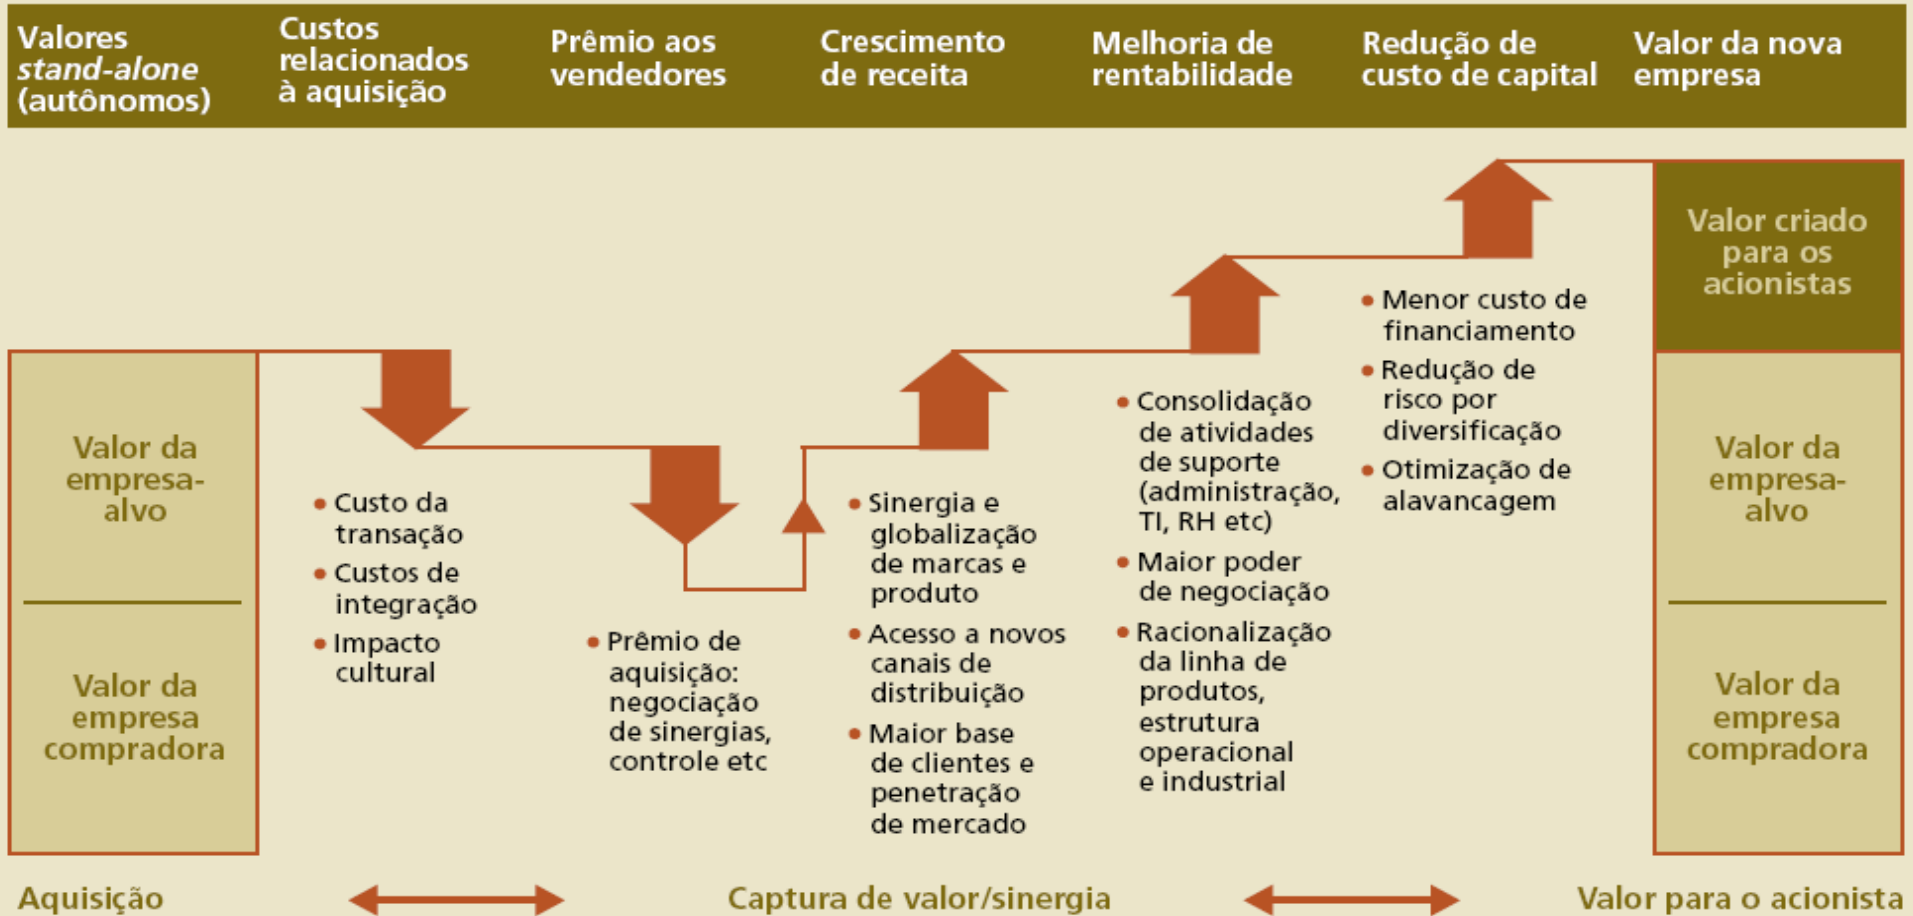 Valores
stand-alone
(autônomos)
Custos
relacionados
à aquisição
Prêmio aos
vendedores
Crescimento
de receita
Melhoria de
rentabilidade
Redução de
custo de capital
Valor da nova
empresa
Valor da
empresa-
alvo
Valor da
empresa
compradora
• Custo da
transação
• Custos de
integração
• Impacto
cultural
• Prêmio de
aquisição:
negociação
de sinergias,
controle etc
• Sinergia e
globalização
de marcas e
produto
• Acesso a novos
canais de
distribuição
• Maior base
de clientes e
penetração
de mercado
• Consolidação
de atividades
de suporte
(administração,
TI, RH etc)
• Maior poder
de negociação
• Racionalização
da linha de
produtos,
estrutura
operacional
e industrial
• Menor custo de
financiamento
• Redução de
risco por
diversificação
• Otimização de
alavancagem
Valor criado
para os
acionistas
Valor da
empresa-
alvo
Valor da
empresa
compradora
Aquisição
Captura de valor/sinergia
Valor para o acionista